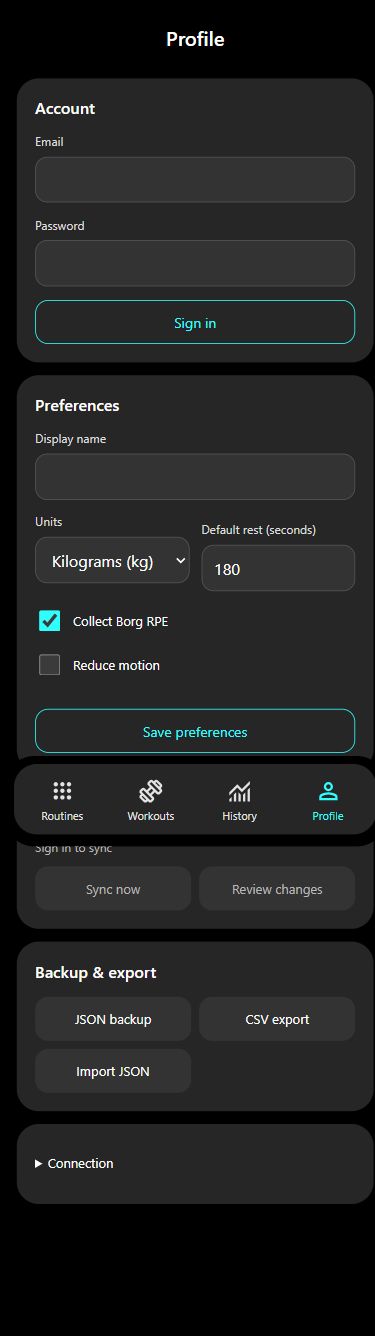 Profile
Account
Email
Password
Sign in
Preferences
Display name
Units
Default rest (seconds)
Kilograms (kg)
180
Collect Borg RPE
Reduce motion
Save preferences
Routines
Workouts
History
Profile
Sign in to sync
Sync now
Review changes
Backup & export
JSON backup
CSV export
Import JSON
Connection